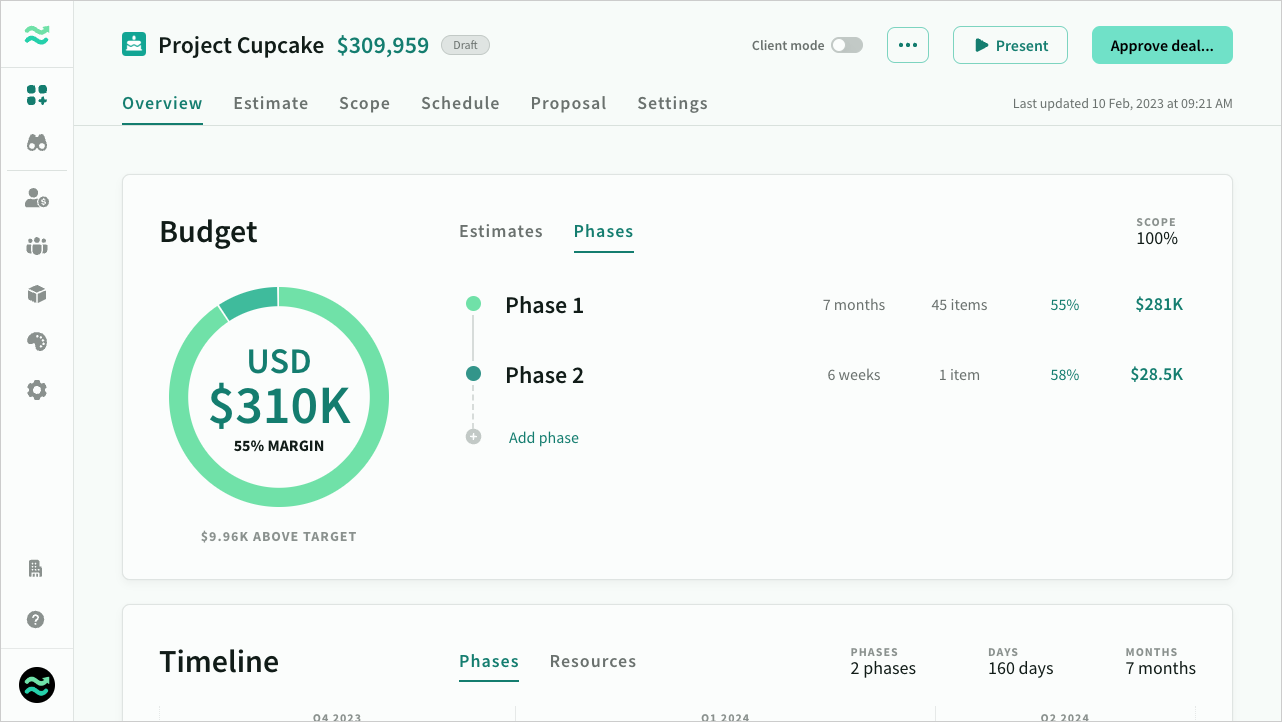 Project Cupcake $309,959 Draft
Client mode
Present
Approve deal...
Overview Estimate Scope Schedule Proposal Settings
Last updated 10 Feb, 2023 at 09:21 AM
Budget
Estimates Phases
SCOPE
100%
USD
$310K
55% MARGIN
$9.96K ABOVE TARGET
Phase 1 7 months 45 items 55% $281K
Phase 2 6 weeks 1 item 58% $28.5K
Add phase
Timeline
Phases Resources
PHASES
2 phases
DAYS
160 days
MONTHS
7 months
Q4 2023 Q1 2024 Q2 2024